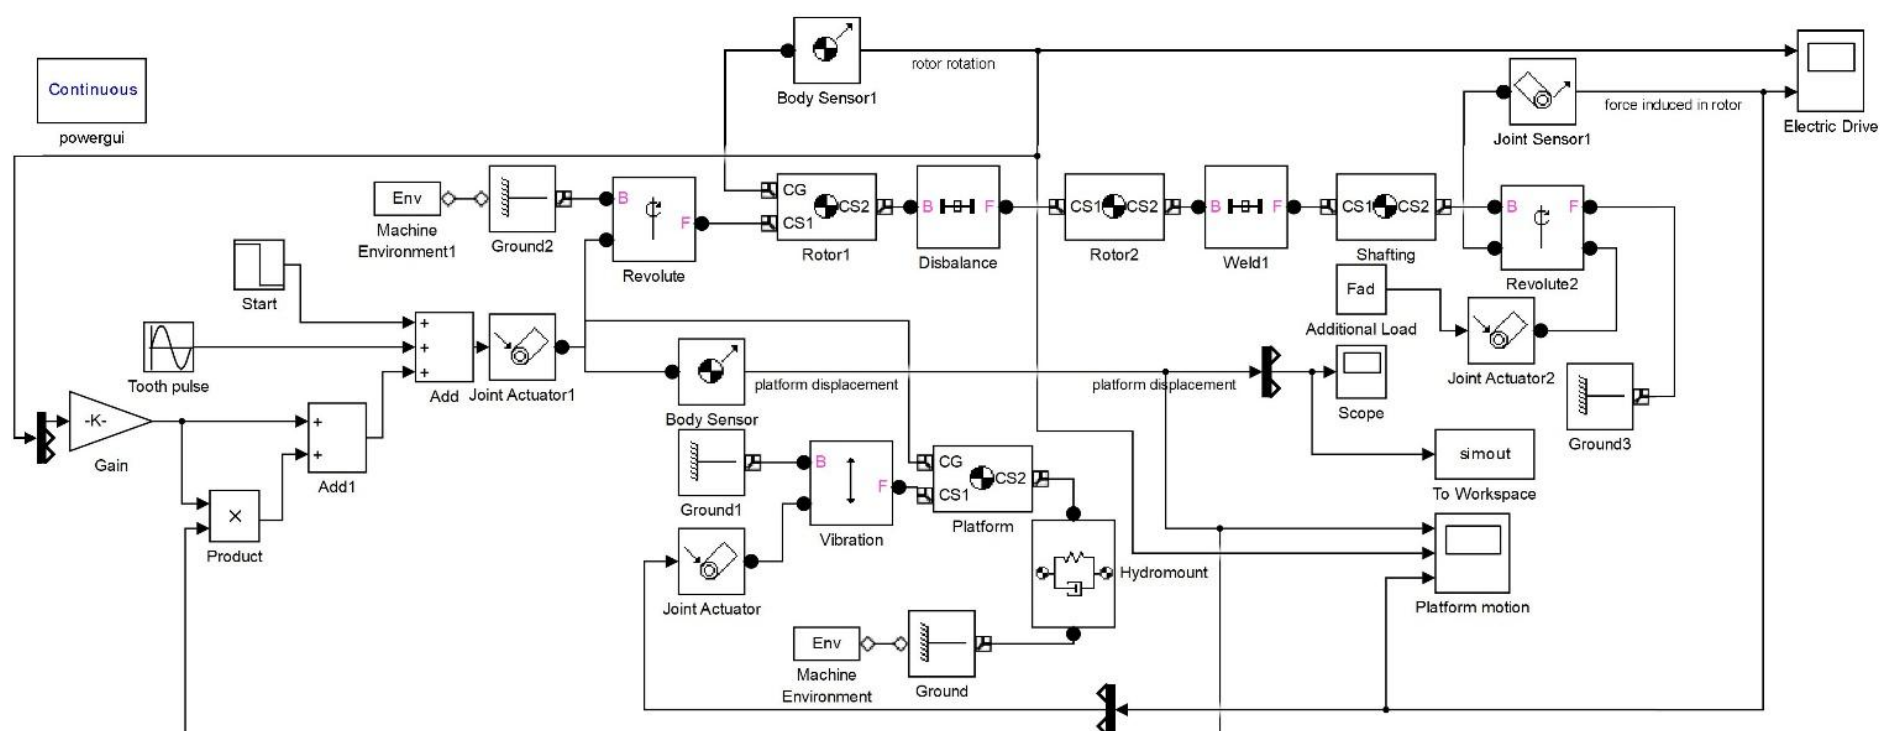 Body Sensor1
rotor rotation
Continuous
powergui
Joint Sensor1
force induced in rotor
Electric Drive
Env
Machine
Environment1
Ground2
B
F
Revolute
CG
CS1
CS2
Rotor1
B
F
Disbalance
CS1
CS2
Rotor2
B
F
Weld1
CS1
CS2
Shafting
B
F
Revolute2
Start
Tooth pulse
+
+
+
Add
Joint Actuator1
Fad
Additional Load
Joint Actuator2
Ground3
Body Sensor
platform displacement
platform displacement
Scope
simout
To Workspace
-K-
Gain
+
+
Add1
×
Product
Ground1
B
F
Vibration
CG
CS1
CS2
Platform
Joint Actuator
Hydromount
Platform motion
Env
Machine
Environment
Ground